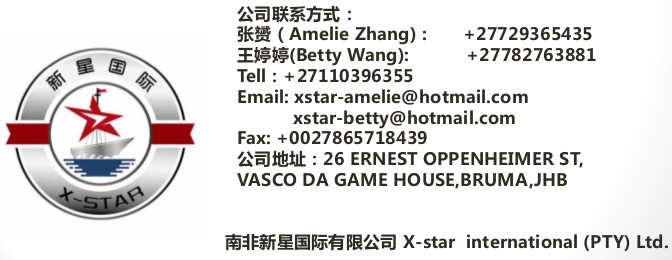 新星国际
X-STAR
公司联系方式：
张赟（Amelie Zhang)： +27729365435
王婷婷(Betty Wang): +27782763881
Tell：+27110396355
Email: xstar-amelie@hotmail.com
xstar-betty@hotmail.com
Fax: +0027865718439
公司地址：26 ERNEST OPPENHEIMER ST,
VASCO DA GAME HOUSE,BRUMA,JHB
南非新星国际有限公司 X-star international (PTY) Ltd.